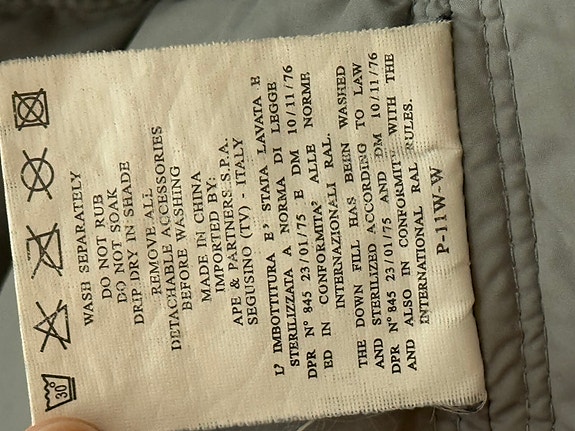 30°
WASH SEPARATELY
DO NOT RUB
DO NOT SOAK
DRIP DRY IN SHADE
REMOVE ALL
DETACHABLE ACCESSORIES
BEFORE WASHING
MADE IN CHINA
IMPORTED BY:
APE & PARTNERS S.P.A.
SEGUSINO (TV) - ITALY
L' IMBOTTITURA E' STATA LAVATA E
STERILIZZATA A NORMA DI LEGGE
DPR N° 845 23/01/75 E DM 10/11/76
ED IN CONFORMITA' ALLE NORME
INTERNAZIONALI RAL.
THE DOWN FILL HAS BEEN WASHED
AND STERILIZED ACCORDING TO LAW
DPR N° 845 23/01/75 AND DM 10/11/76
AND ALSO IN CONFORMITY WITH THE
INTERNATIONAL RAL RULES.
P-11W-W